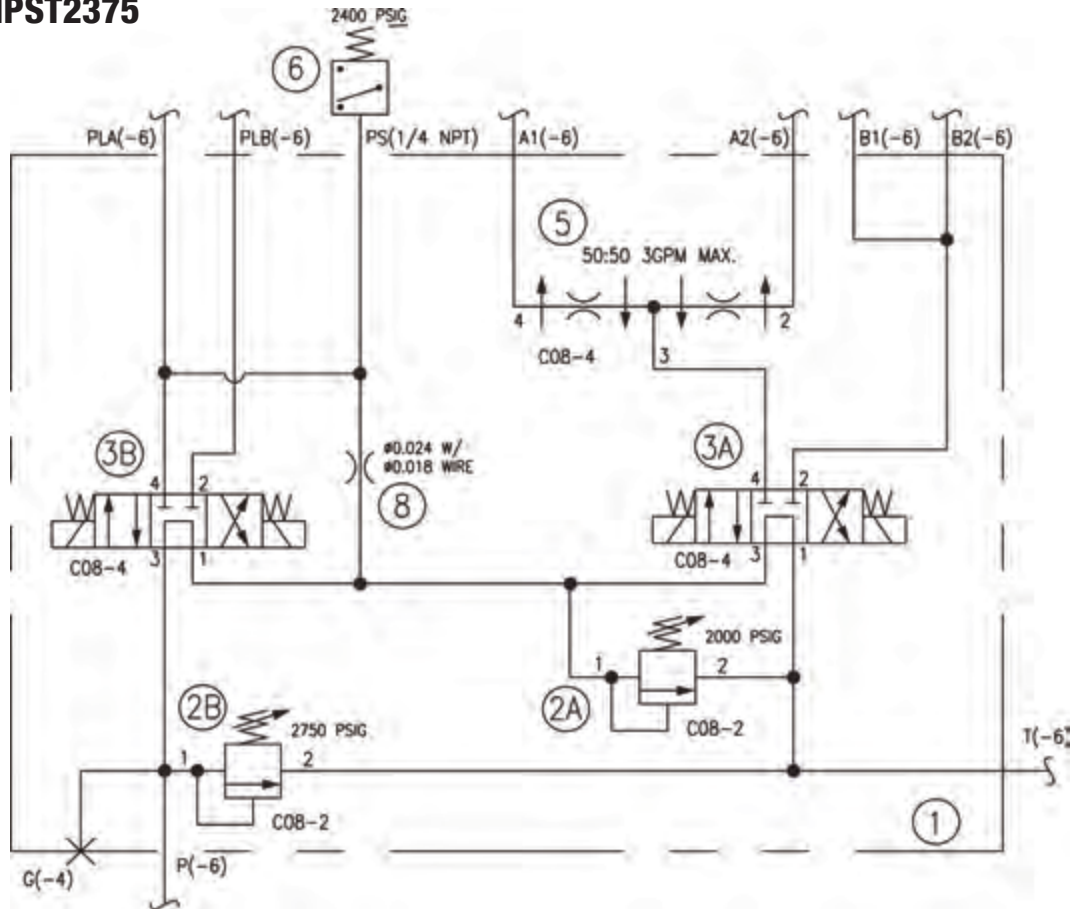 2400 PSIG
6
PLA(-6)
PLB(-6)
PS(1/4 NPT)
A1(-6)
A2(-6)
B1(-6)
B2(-6)
5
50:50 3GPM MAX.
4
2
C08-4
3
3B
ø0.024 W/
ø0.018 WIRE
8
3A
4 2
4 2
C08-4
3 1
C08-4
3 1
2000 PSIG
1
2
2A
C08-2
2B
2750 PSIG
1
2
C08-2
T(-6)
1
G(-4)
P(-6)